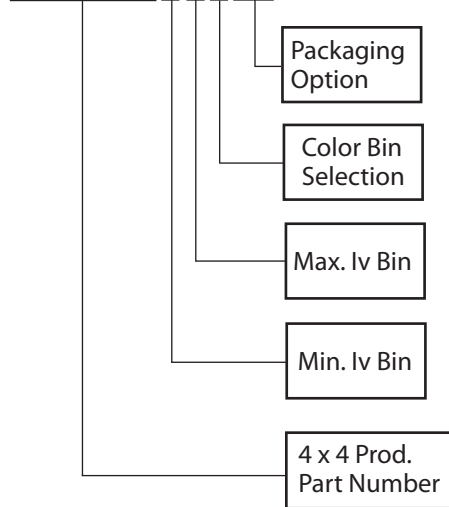 Packaging
Option
Color Bin
Selection
Max. Iv Bin
Min. Iv Bin
4 x 4 Prod.
Part Number